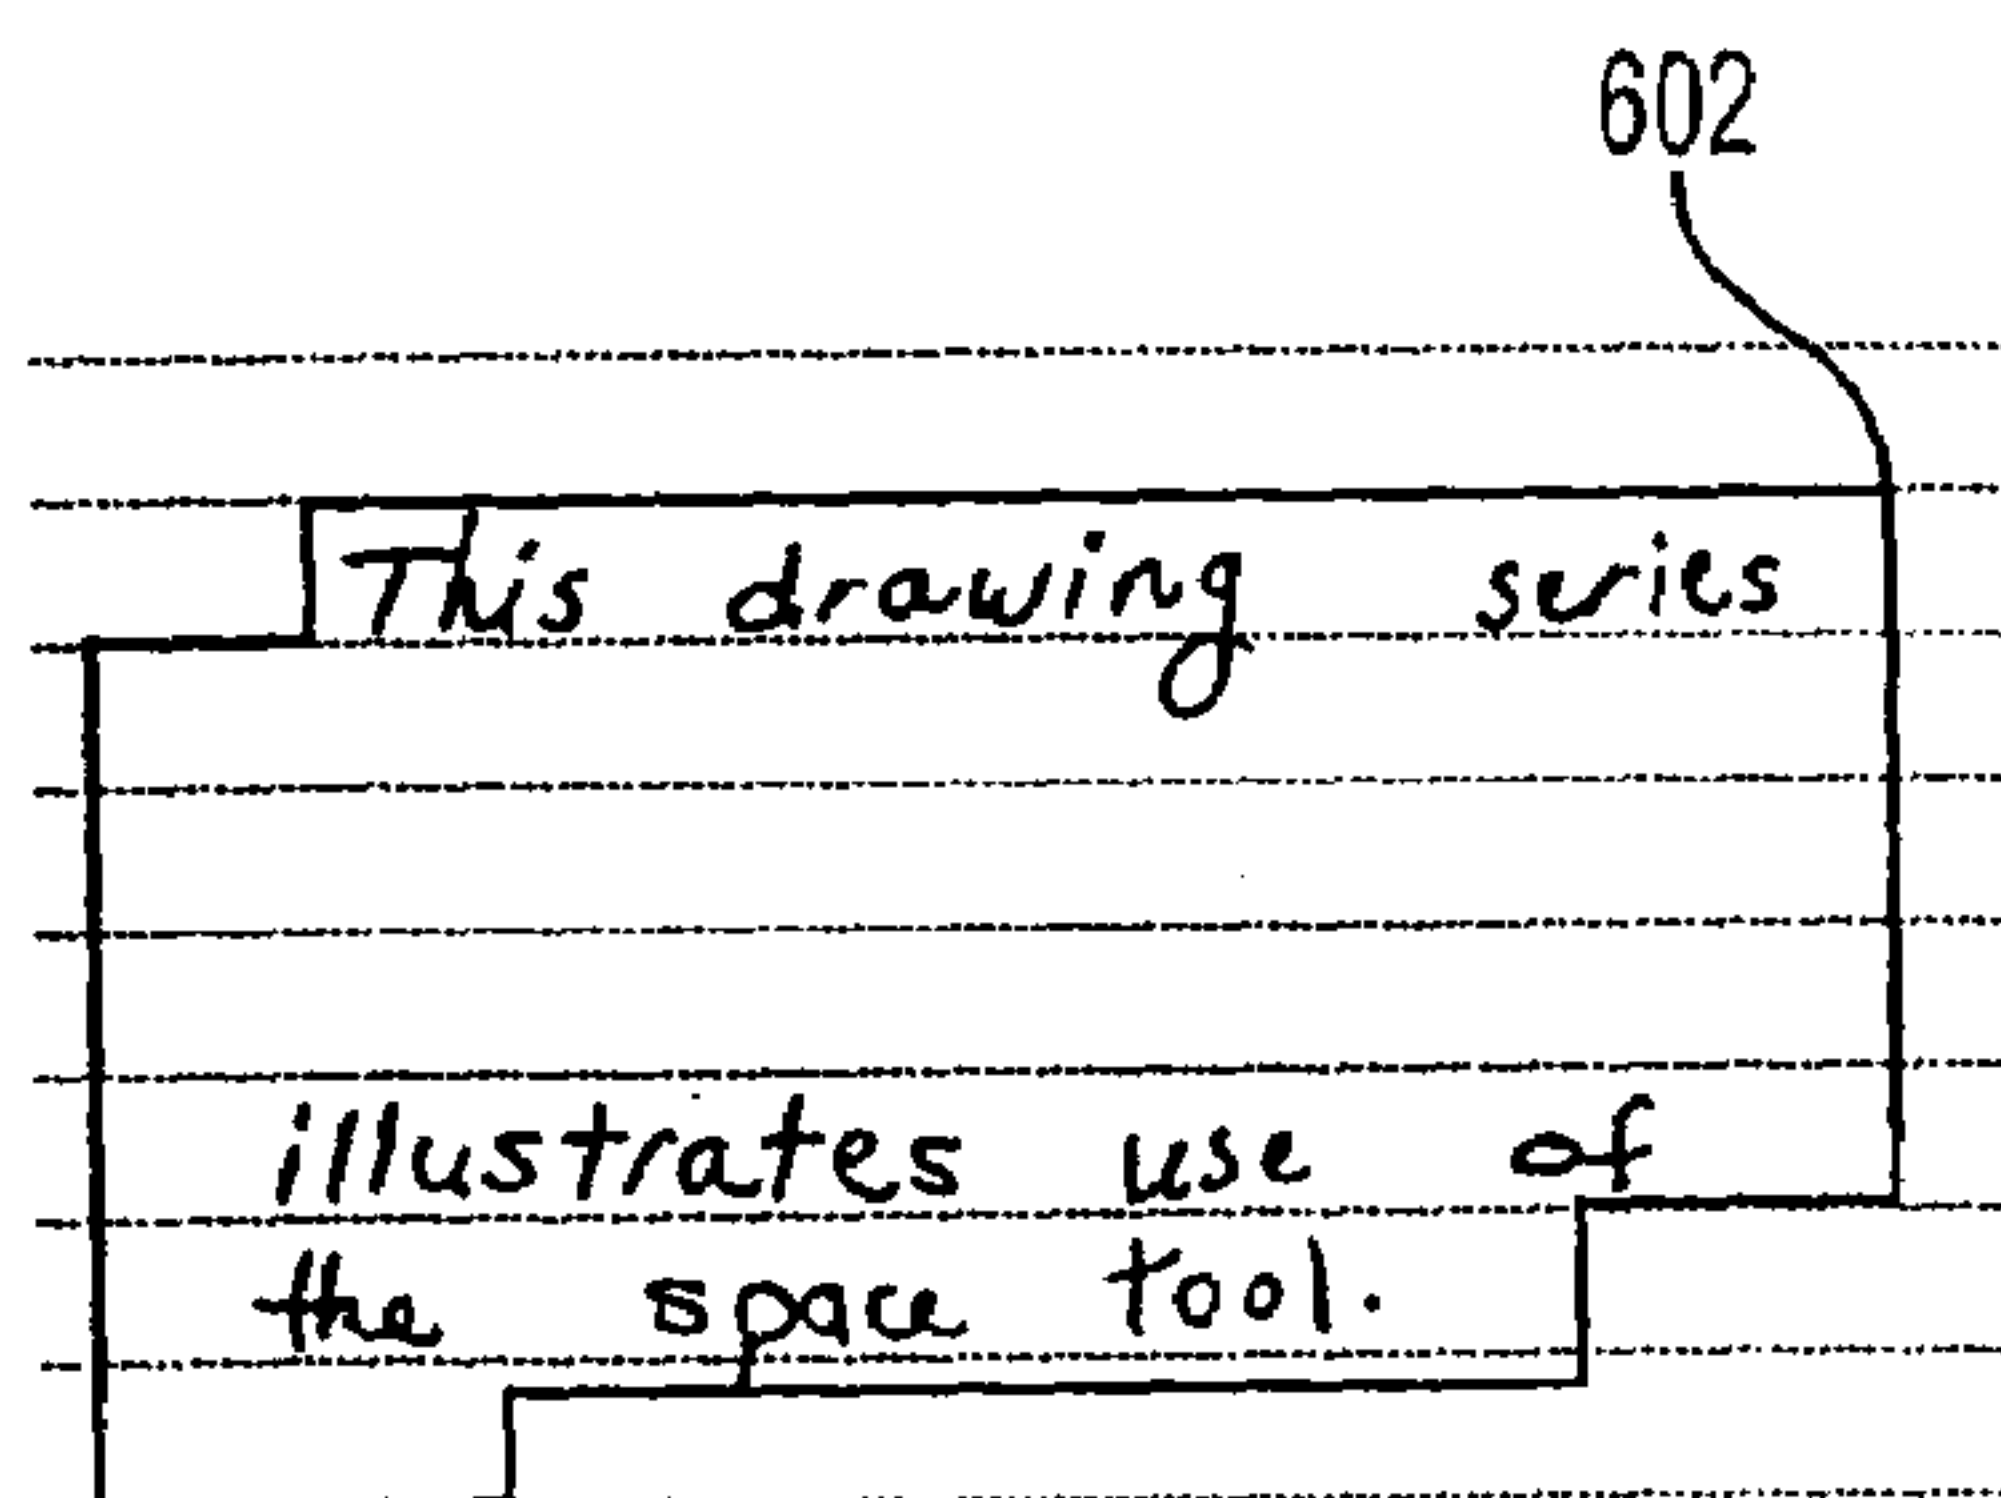 602
This drawing series
illustrates use of
the space tool.